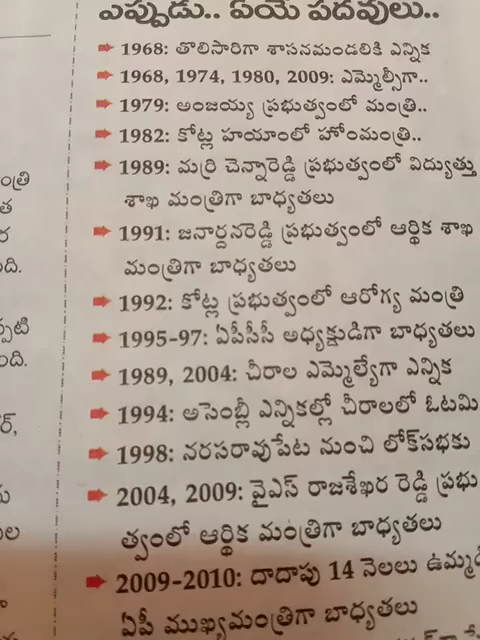 ఎప్పుడు.. ఏయే పదవులు..
1968: తొలిసారిగా శాసనమండలికి ఎన్నిక
1968, 1974, 1980, 2009: ఎమ్మెల్సీగా..
1979: అంజయ్య ప్రభుత్వంలో మంత్రి..
1982: కోట్ల హయాంలో హోంమంత్రి..
1989: మర్రి చెన్నారెడ్డి ప్రభుత్వంలో విద్యుత్తు
శాఖ మంత్రిగా బాధ్యతలు
1991: జనార్దనరెడ్డి ప్రభుత్వంలో ఆర్థిక శాఖ
మంత్రిగా బాధ్యతలు
1992: కోట్ల ప్రభుత్వంలో ఆరోగ్య మంత్రి
1995-97: ఏపీసీసీ అధ్యక్షుడిగా బాధ్యతలు
1989, 2004: చీరాల ఎమ్మెల్యేగా ఎన్నిక
1994: అసెంబ్లీ ఎన్నికల్లో చీరాలలో ఓటమి
1998: నరసరావుపేట నుంచి లోక్‌సభకు
2004, 2009: వైఎస్ రాజశేఖర రెడ్డి ప్రభు
త్వంలో ఆర్థిక మంత్రిగా బాధ్యతలు
2009-2010: దాదాపు 14 నెలలు ఉమ్మడి
ఏపీ ముఖ్యమంత్రిగా బాధ్యతలు